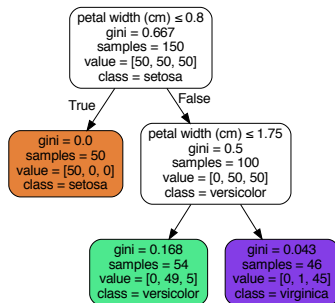 petal width (cm) ≤ 0.8
gini = 0.667
samples = 150
value = [50, 50, 50]
class = setosa
True
False
gini = 0.0
samples = 50
value = [50, 0, 0]
class = setosa
petal width (cm) ≤ 1.75
gini = 0.5
samples = 100
value = [0, 50, 50]
class = versicolor
gini = 0.168
samples = 54
value = [0, 49, 5]
class = versicolor
gini = 0.043
samples = 46
value = [0, 1, 45]
class = virginica